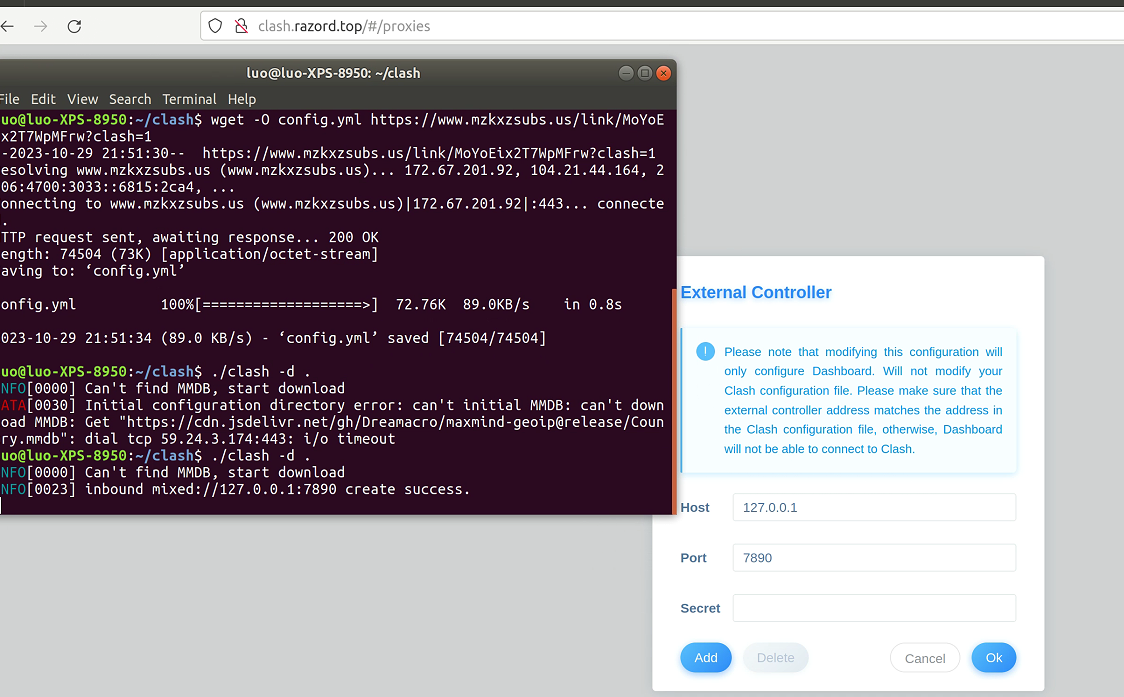 clash.razord.top/#/proxies
luo@luo-XPS-8950: ~/clash
File Edit View Search Terminal Help
uo@luo-XPS-8950:~/clash$ wget -O config.yml https://www.mzkxzsubs.us/link/MoYoE
x2T7WpMFrw?clash=1
-2023-10-29 21:51:30--  https://www.mzkxzsubs.us/link/MoYoEix2T7WpMFrw?clash=1
esolving www.mzkxzsubs.us (www.mzkxzsubs.us)... 172.67.201.92, 104.21.44.164, 2
06:4700:3033::6815:2ca4, ...
onnecting to www.mzkxzsubs.us (www.mzkxzsubs.us)|172.67.201.92|:443... connecte
.
TTP request sent, awaiting response... 200 OK
ength: 74504 (73K) [application/octet-stream]
aving to: ‘config.yml’
onfig.yml          100%[===================>]  72.76K  89.0KB/s    in 0.8s
023-10-29 21:51:34 (89.0 KB/s) - ‘config.yml’ saved [74504/74504]
uo@luo-XPS-8950:~/clash$ ./clash -d .
NFO[0000] Can't find MMDB, start download
ATA[0030] Initial configuration directory error: can't initial MMDB: can't down
oad MMDB: Get "https://cdn.jsdelivr.net/gh/Dreamacro/maxmind-geoip@release/Coun
ry.mmdb": dial tcp 59.24.3.174:443: i/o timeout
uo@luo-XPS-8950:~/clash$ ./clash -d .
NFO[0000] Can't find MMDB, start download
NFO[0023] inbound mixed://127.0.0.1:7890 create success.
External Controller
Please note that modifying this configuration will
only configure Dashboard. Will not modify your
Clash configuration file. Please make sure that the
external controller address matches the address in
the Clash configuration file, otherwise, Dashboard
will not be able to connect to Clash.
Host 127.0.0.1
Port 7890
Secret
Add Delete Cancel Ok